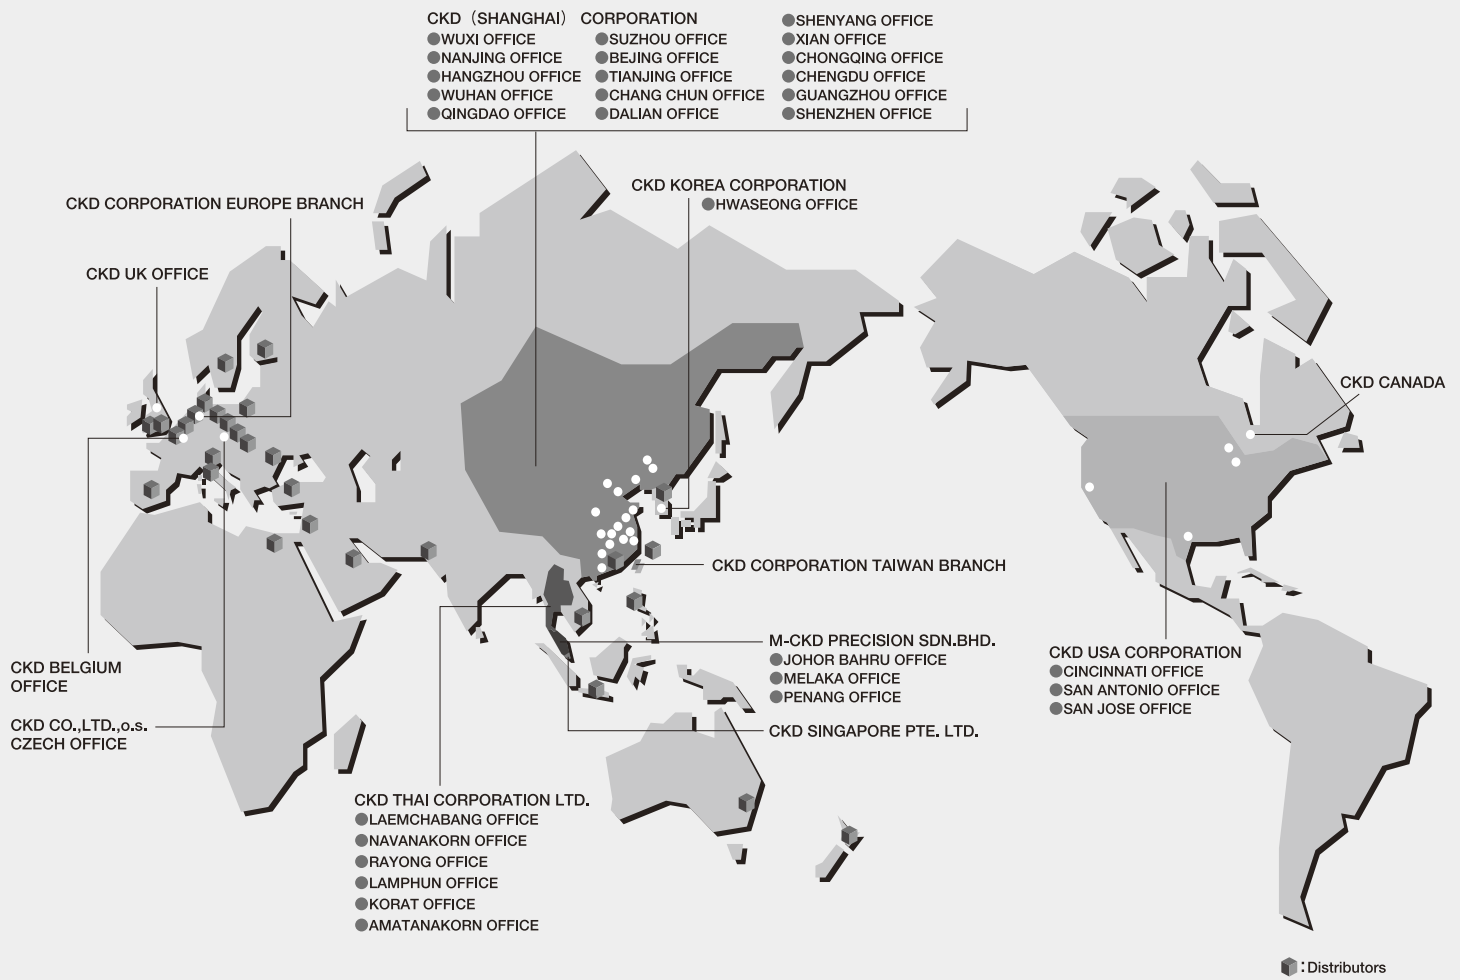 CKD (SHANGHAI) CORPORATION
●WUXI OFFICE
●NANJING OFFICE
●HANGZHOU OFFICE
●WUHAN OFFICE
●QINGDAO OFFICE
●SUZHOU OFFICE
●BEJING OFFICE
●TIANJING OFFICE
●CHANG CHUN OFFICE
●DALIAN OFFICE
●SHENYANG OFFICE
●XIAN OFFICE
●CHONGQING OFFICE
●CHENGDU OFFICE
●GUANGZHOU OFFICE
●SHENZHEN OFFICE
CKD KOREA CORPORATION
●HWASEONG OFFICE
CKD CORPORATION EUROPE BRANCH
CKD UK OFFICE
CKD CANADA
CKD CORPORATION TAIWAN BRANCH
CKD BELGIUM
OFFICE
CKD CO.,LTD.,o.s.
CZECH OFFICE
M-CKD PRECISION SDN.BHD.
●JOHOR BAHRU OFFICE
●MELAKA OFFICE
●PENANG OFFICE
CKD SINGAPORE PTE. LTD.
CKD USA CORPORATION
●CINCINNATI OFFICE
●SAN ANTONIO OFFICE
●SAN JOSE OFFICE
CKD THAI CORPORATION LTD.
●LAEMCHABANG OFFICE
●NAVANAKORN OFFICE
●RAYONG OFFICE
●LAMPHUN OFFICE
●KORAT OFFICE
●AMATANAKORN OFFICE
: Distributors